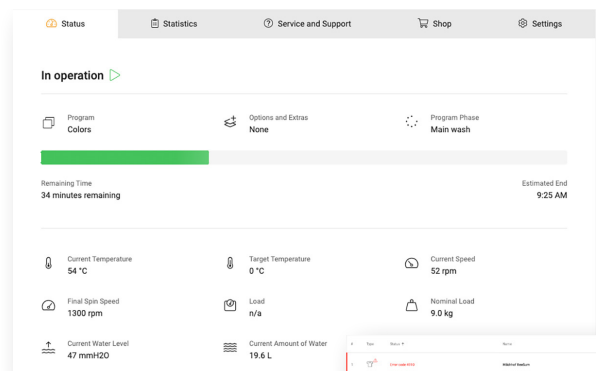 Status Statistics Service and Support Shop Settings
In operation
Program Options and Extras Program Phase
Colors None Main wash
Remaining Time Estimated End
34 minutes remaining 9:25 AM
Current Temperature Target Temperature Current Speed
54 °C 0 °C 52 rpm
Final Spin Speed Load Nominal Load
1300 rpm n/a 9.0 kg
Current Water Level Current Amount of Water
47 mmH2O 19.6 L
# Type Status Name
1